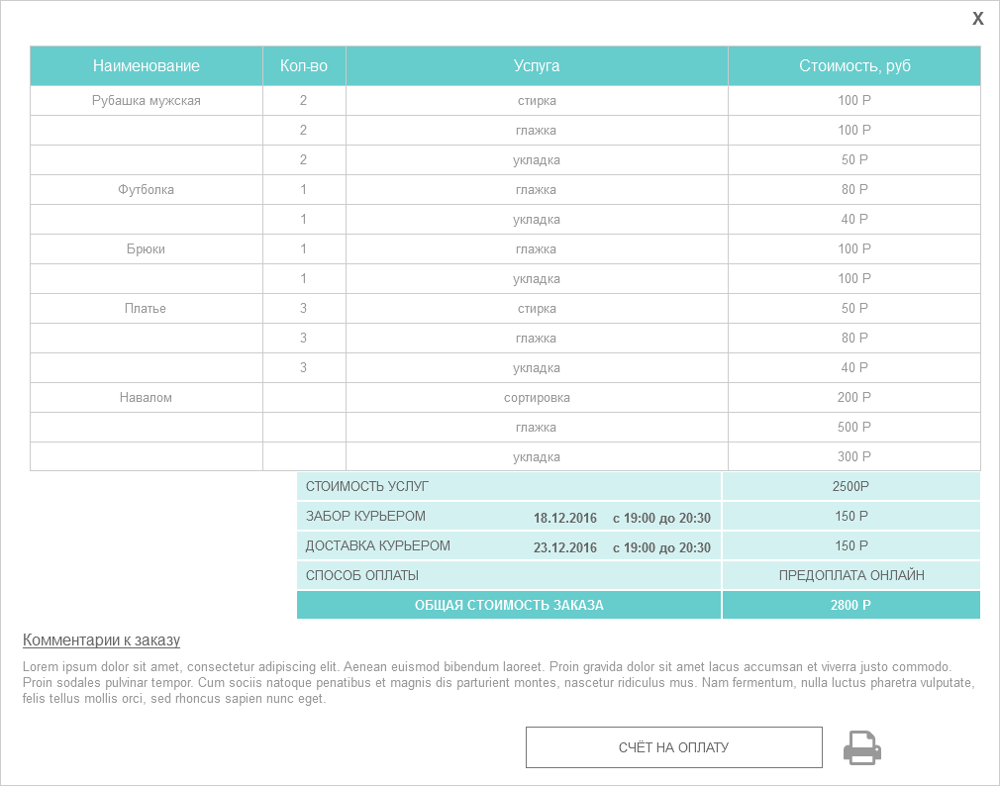 X
Наименование Кол-во Услуга Стоимость, руб
Рубашка мужская 2 стирка 100 Р
2 глажка 100 Р
2 укладка 50 Р
Футболка 1 глажка 80 Р
1 укладка 40 Р
Брюки 1 глажка 100 Р
1 укладка 100 Р
Платье 3 стирка 50 Р
3 глажка 80 Р
3 укладка 40 Р
Навалом сортировка 200 Р
глажка 500 Р
укладка 300 Р
СТОИМОСТЬ УСЛУГ 2500Р
ЗАБОР КУРЬЕРОМ 18.12.2016 с 19:00 до 20:30 150 Р
ДОСТАВКА КУРЬЕРОМ 23.12.2016 с 19:00 до 20:30 150 Р
СПОСОБ ОПЛАТЫ ПРЕДОПЛАТА ОНЛАЙН
ОБЩАЯ СТОИМОСТЬ ЗАКАЗА 2800 Р
Комментарии к заказу
Lorem ipsum dolor sit amet, consectetur adipiscing elit. Aenean euismod bibendum laoreet. Proin gravida dolor sit amet lacus accumsan et viverra justo commodo.
Proin sodales pulvinar tempor. Cum sociis natoque penatibus et magnis dis parturient montes, nascetur ridiculus mus. Nam fermentum, nulla luctus pharetra vulputate,
felis tellus mollis orci, sed rhoncus sapien nunc eget.
СЧЁТ НА ОПЛАТУ